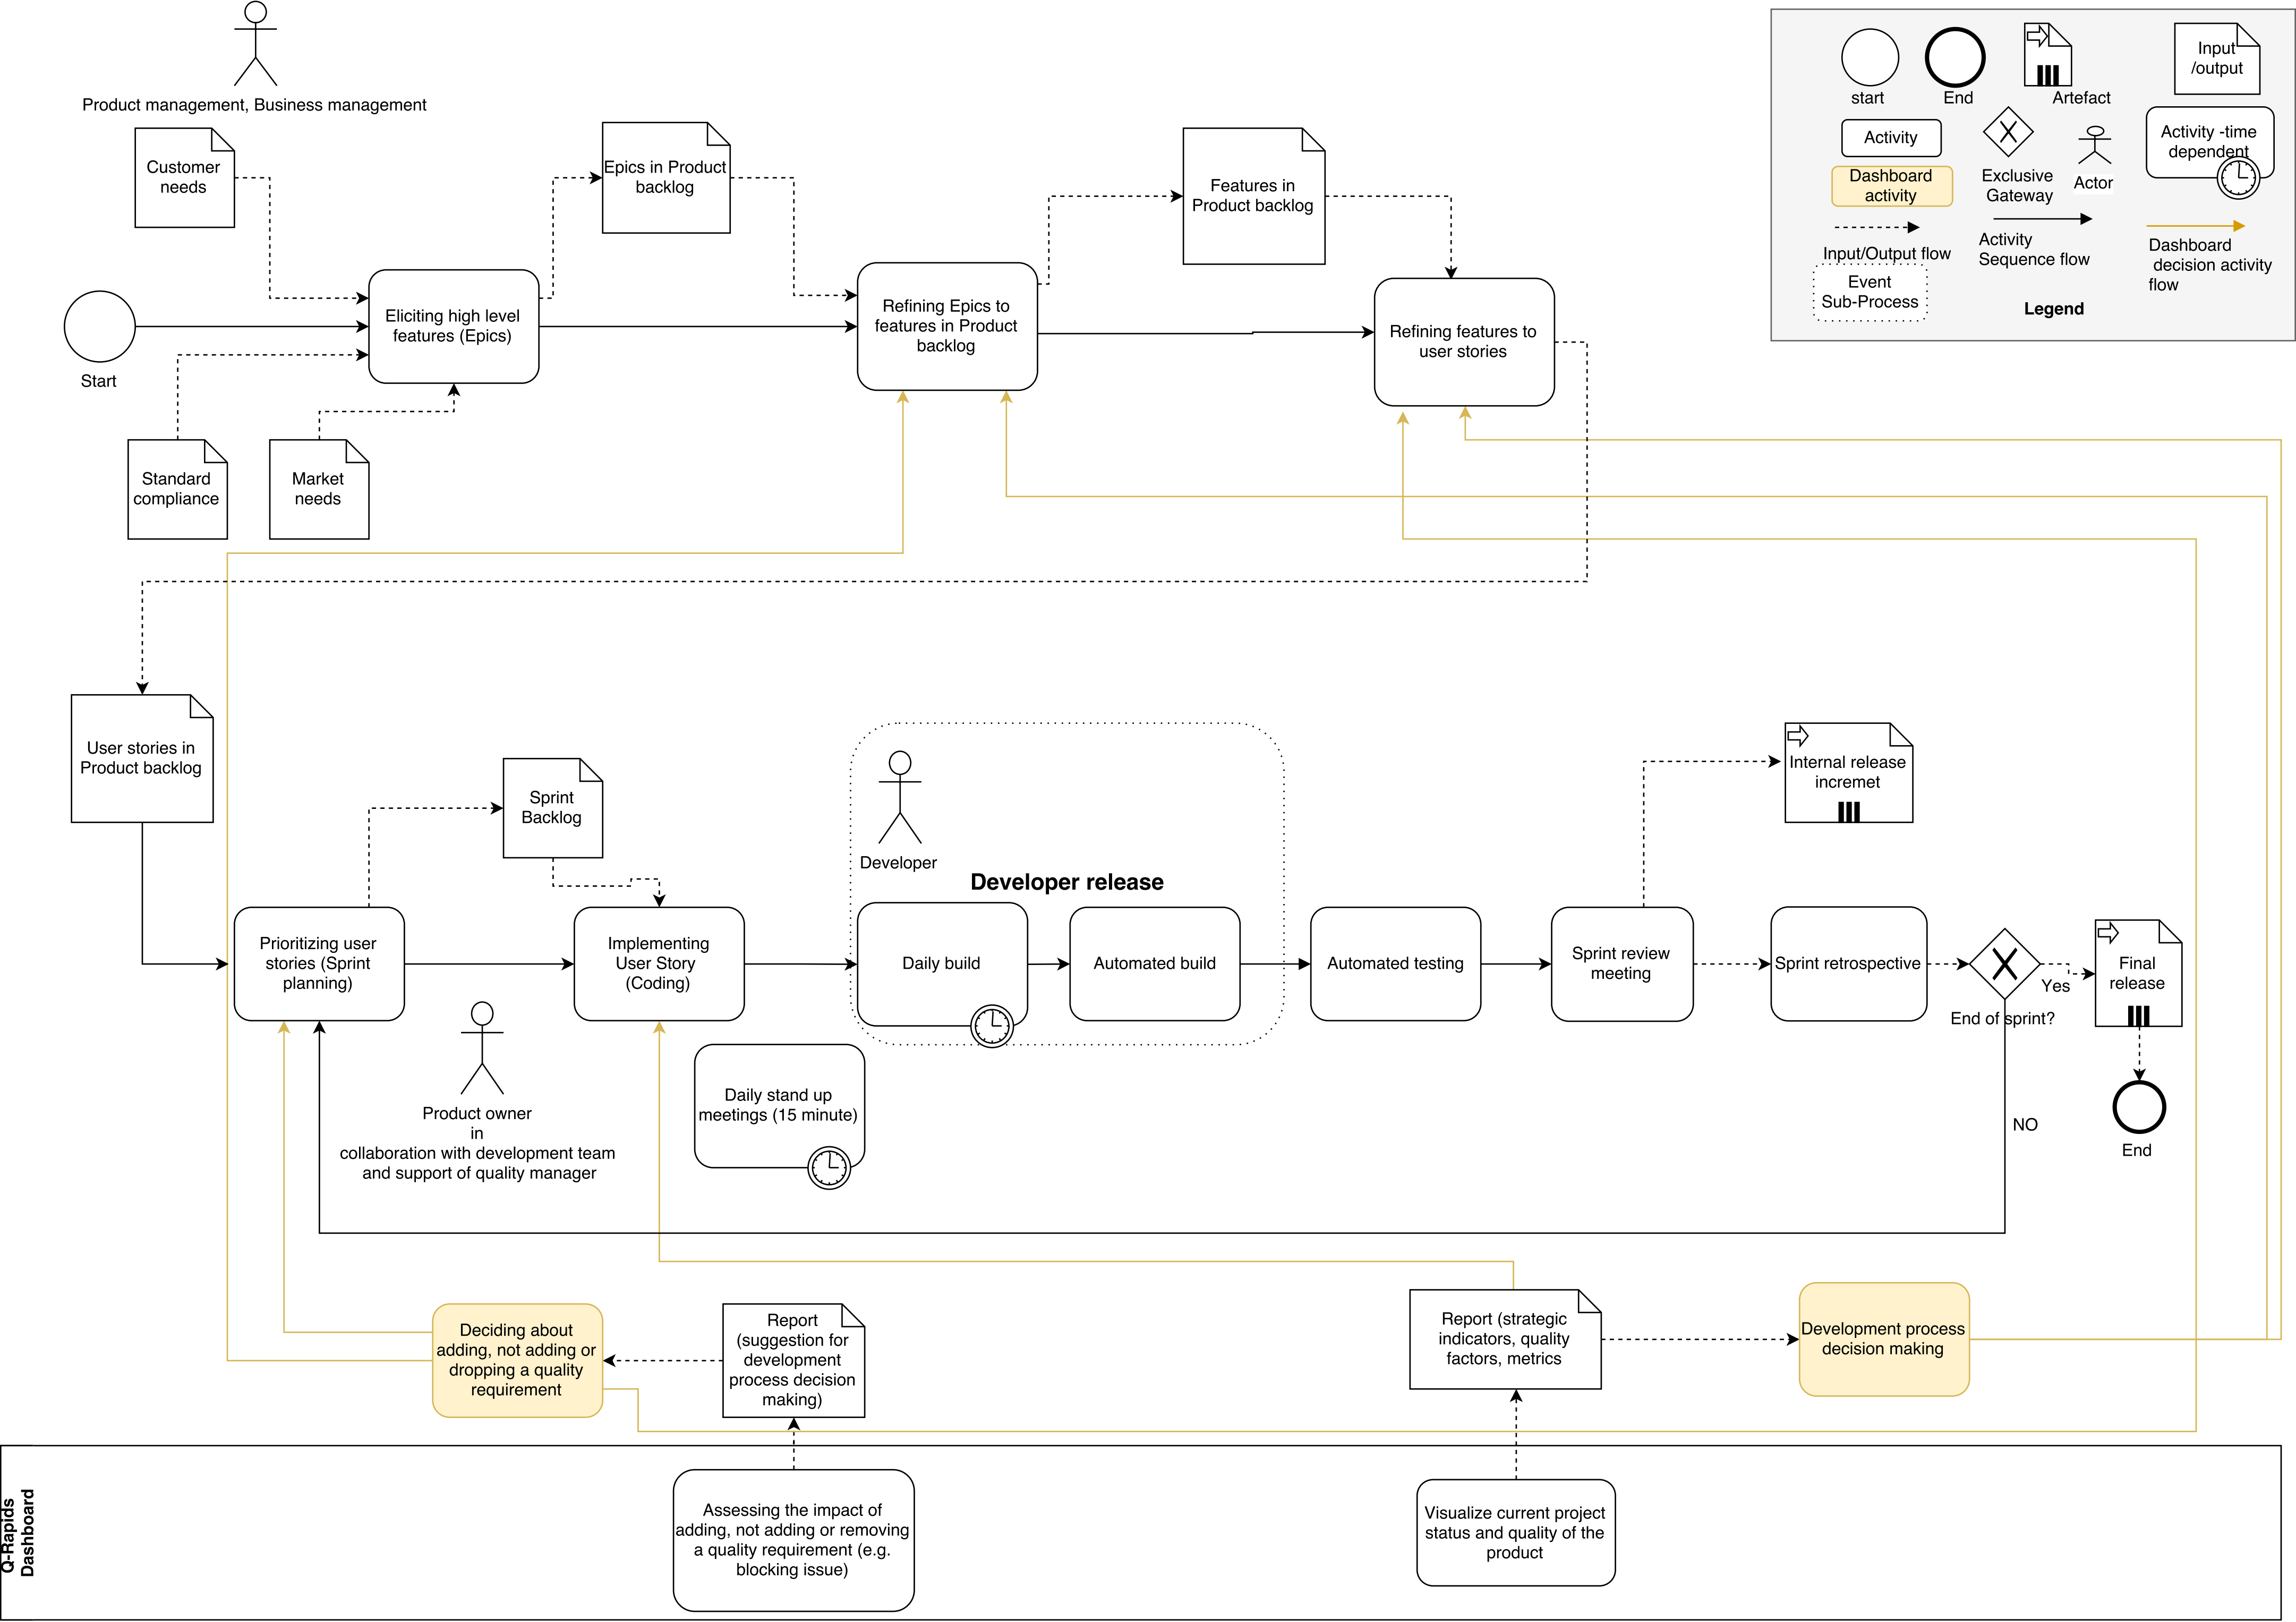 Product management, Business management
start
End
Artefact
Input
/output
Activity
Activity -time
dependent
Dashboard
activity
Exclusive
Gateway
Actor
Input/Output flow
Activity
Sequence flow
Dashboard
decision activity
flow
Event
Sub-Process
Legend
Customer
needs
Epics in Product
backlog
Features in
Product backlog
Start
Eliciting high level
features (Epics)
Refining Epics to
features in Product
backlog
Refining features to
user stories
Standard
compliance
Market
needs
User stories in
Product backlog
Sprint
Backlog
Developer
Developer release
Internal release
incremet
Prioritizing user
stories (Sprint
planning)
Implementing
User Story
(Coding)
Daily build
Automated build
Automated testing
Sprint review
meeting
Sprint retrospective
End of sprint?
Yes
Final
release
NO
End
Product owner
in
collaboration with development team
and support of quality manager
Daily stand up
meetings (15 minute)
Deciding about
adding, not adding or
dropping a quality
requirement
Report
(suggestion for
development
process decision
making)
Report (strategic
indicators, quality
factors, metrics
Development process
decision making
Q-Rapids
Dashboard
Assessing the impact of
adding, not adding or removing
a quality requirement (e.g.
blocking issue)
Visualize current project
status and quality of the
product